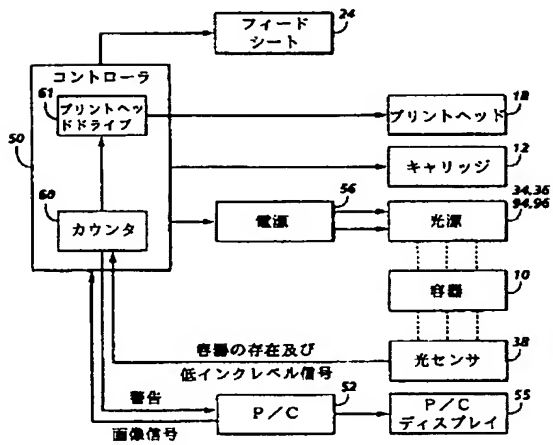 24
フィード
シート
コントローラ
61
プリントヘッ
ドドライブ
18
プリントヘッド
50
12
キャリッジ
60
カウンタ
56
電源
34,36
94,96
光源
10
容器
容器の存在及び
低インクレベル信号
38
光センサ
警告
画像信号
52
P/C
55
P/C
ディスプレイ